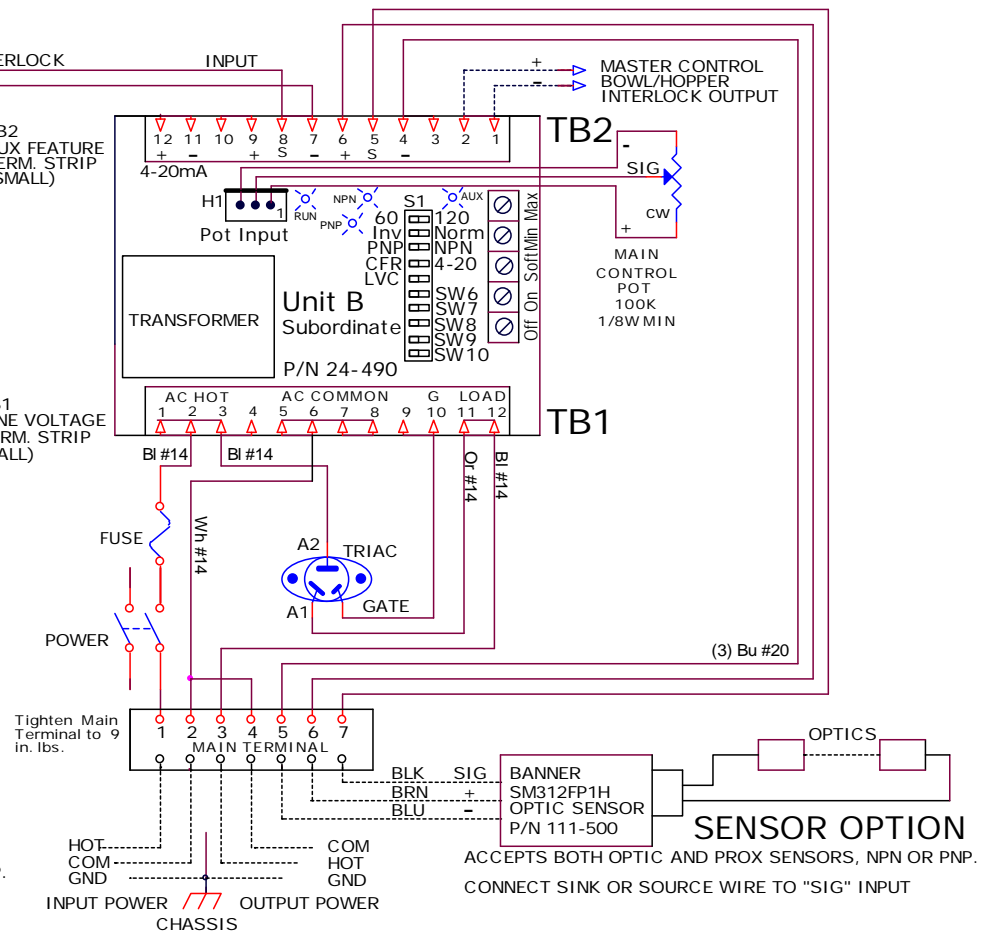 ERLOCK
INPUT
+
-
MASTER CONTROL
BOWL/HOPPER
INTERLOCK OUTPUT
B2
UX FEATURE
ERM. STRIP
SMALL)
12 11 10 9 8 7 6 5 4 3 2 1
+ - + S - + S -
4-20mA
TB2
-
SIG
CW
+
MAIN
CONTROL
POT
100K
1/8W MIN
H1
1
Pot Input
RUN
NPN
PNP
AUX
S1
60 120
Inv Norm
PNP NPN
CFR 4-20
LVC
SW6
SW7
SW8
SW9
SW10
Off On Soft Min Max
TRANSFORMER
Unit B
Subordinate
P/N 24-490
AC HOT AC COMMON G LOAD
1 2 3 4 5 6 7 8 9 10 11 12
TB1
1
NE VOLTAGE
RM. STRIP
ALL)
Bl #14
Bl #14
Or #14
Bl #14
Wh #14
FUSE
A2
TRIAC
A1
GATE
POWER
(3) Bu #20
Tighten Main
Terminal to 9
in. lbs.
1 2 3 4 5 6 7
MAIN TERMINAL
OPTICS
BLK SIG
BRN +
BLU -
BANNER
SM312FP1H
OPTIC SENSOR
P/N 111-500
SENSOR OPTION
ACCEPTS BOTH OPTIC AND PROX SENSORS, NPN OR PNP.
CONNECT SINK OR SOURCE WIRE TO "SIG" INPUT
HOT
COM
GND
COM
HOT
GND
P.
INPUT POWER
OUTPUT POWER
CHASSIS